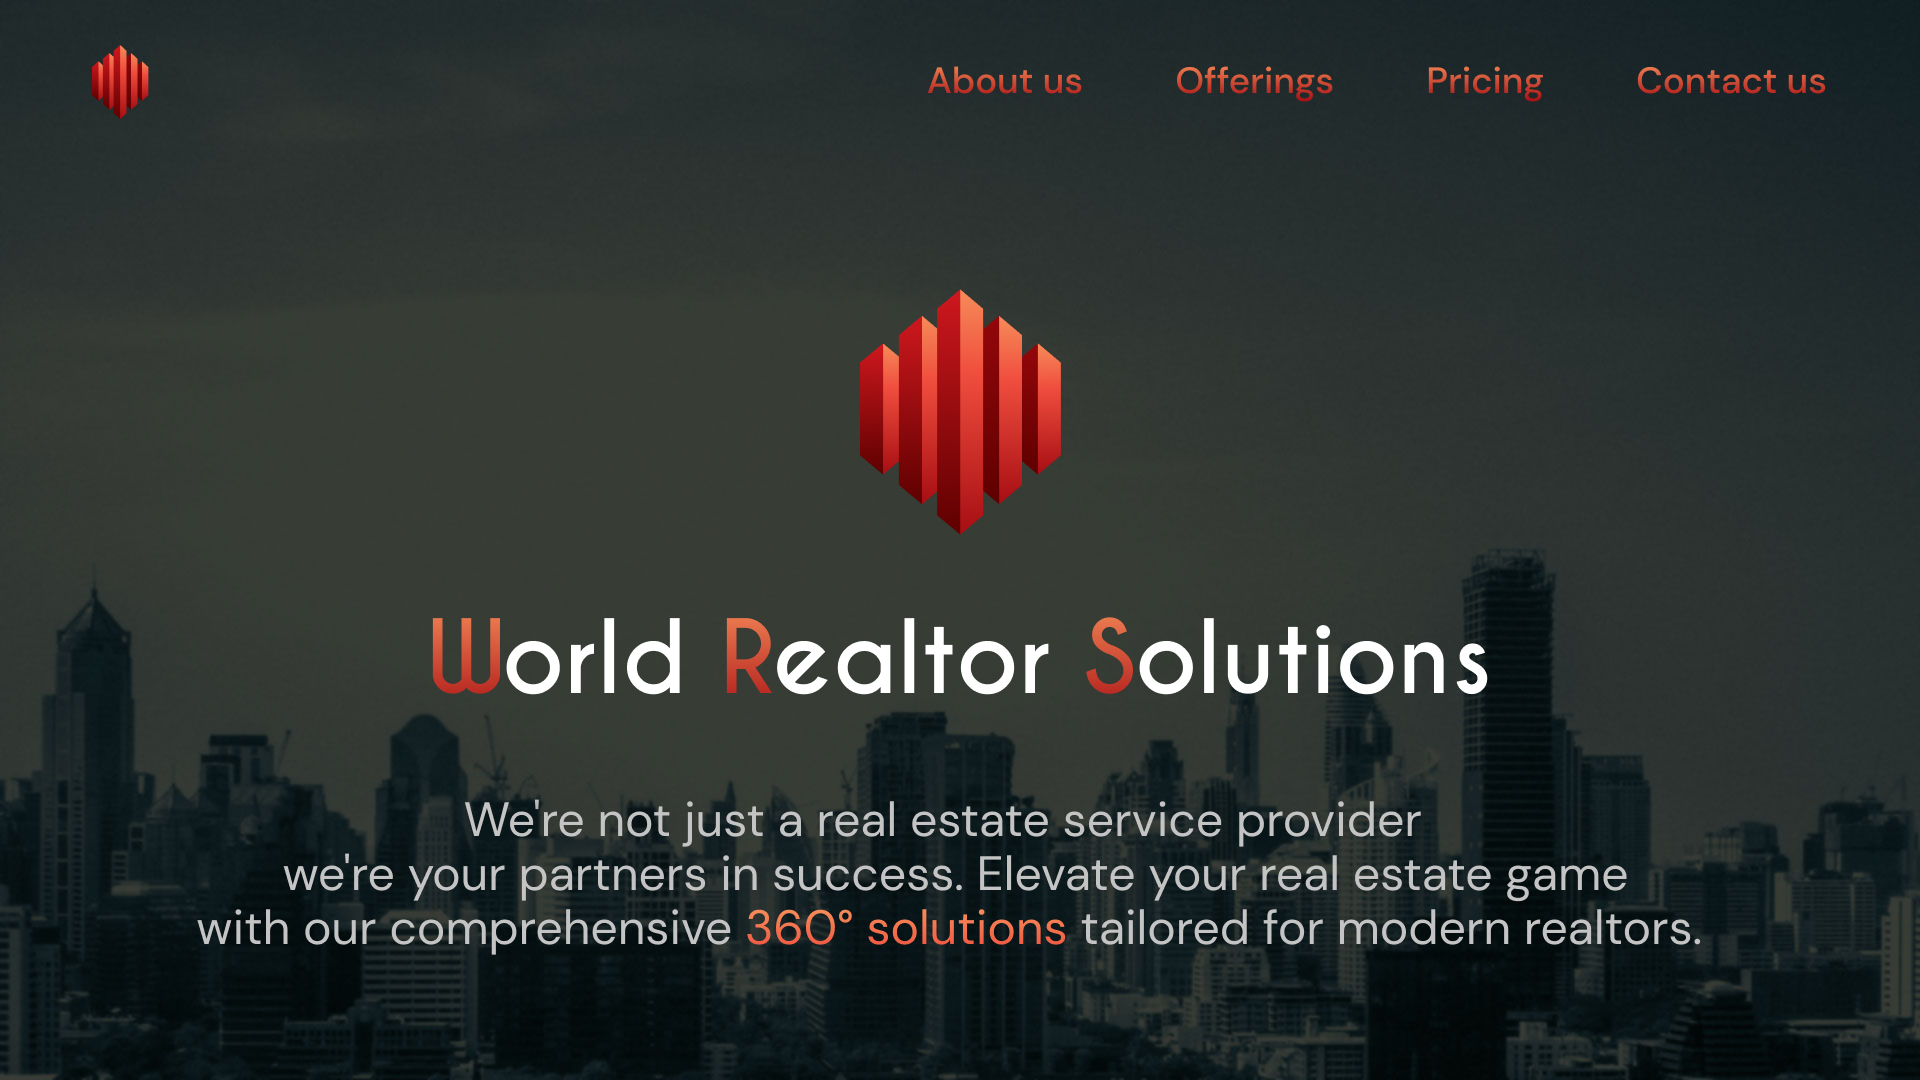 About us Offerings Pricing Contact us
World Realtor Solutions
We're not just a real estate service provider
we're your partners in success. Elevate your real estate game
with our comprehensive 360° solutions tailored for modern realtors.